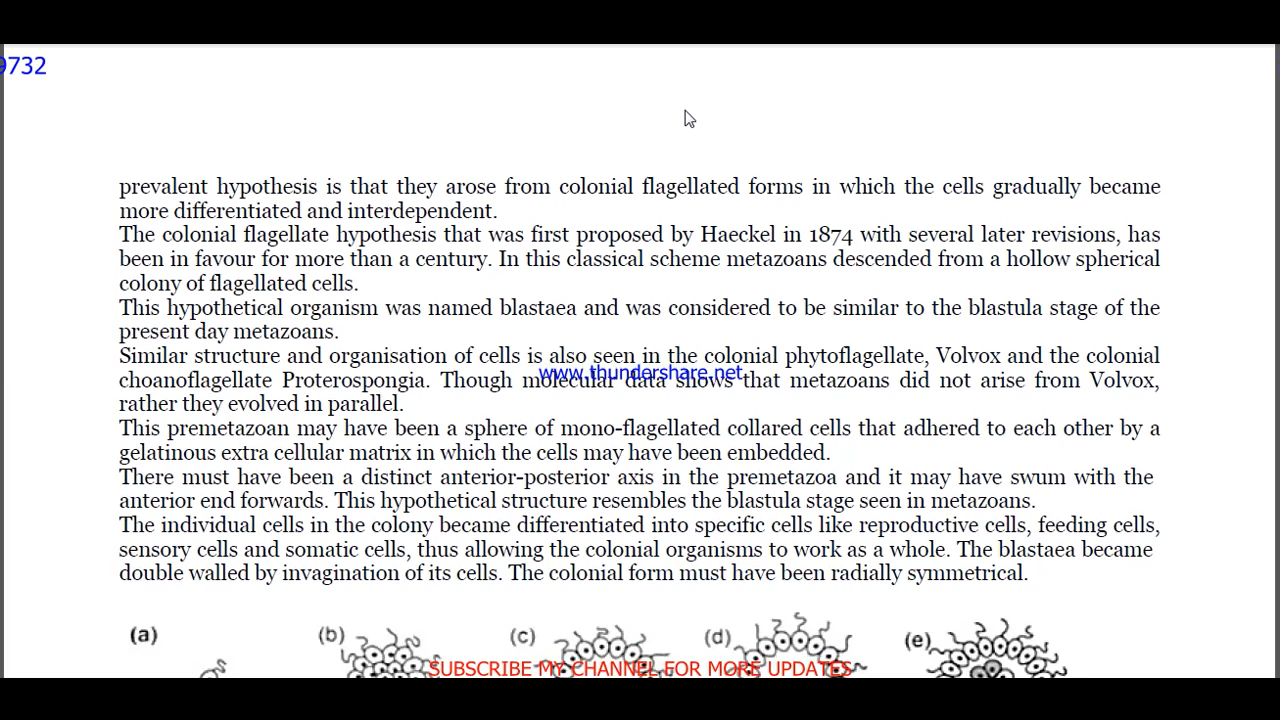 9732
prevalent hypothesis is that they arose from colonial flagellated forms in which the cells gradually became
more differentiated and interdependent.
The colonial flagellate hypothesis that was first proposed by Haeckel in 1874 with several later revisions, has
been in favour for more than a century. In this classical scheme metazoans descended from a hollow spherical
colony of flagellated cells.
This hypothetical organism was named blastaea and was considered to be similar to the blastula stage of the
present day metazoans.
Similar structure and organisation of cells is also seen in the colonial phytoflagellate, Volvox and the colonial
www.thundershare.net
choanoflagellate Proterospongia. Though molecular data shows that metazoans did not arise from Volvox,
rather they evolved in parallel.
This premetazoan may have been a sphere of mono-flagellated collared cells that adhered to each other by a
gelatinous extra cellular matrix in which the cells may have been embedded.
There must have been a distinct anterior-posterior axis in the premetazoa and it may have swum with the
anterior end forwards. This hypothetical structure resembles the blastula stage seen in metazoans.
The individual cells in the colony became differentiated into specific cells like reproductive cells, feeding cells,
sensory cells and somatic cells, thus allowing the colonial organisms to work as a whole. The blastaea became
double walled by invagination of its cells. The colonial form must have been radially symmetrical.
(a) (b) (c) (d) (e)
SUBSCRIBE MY CHANNEL FOR MORE UPDATES